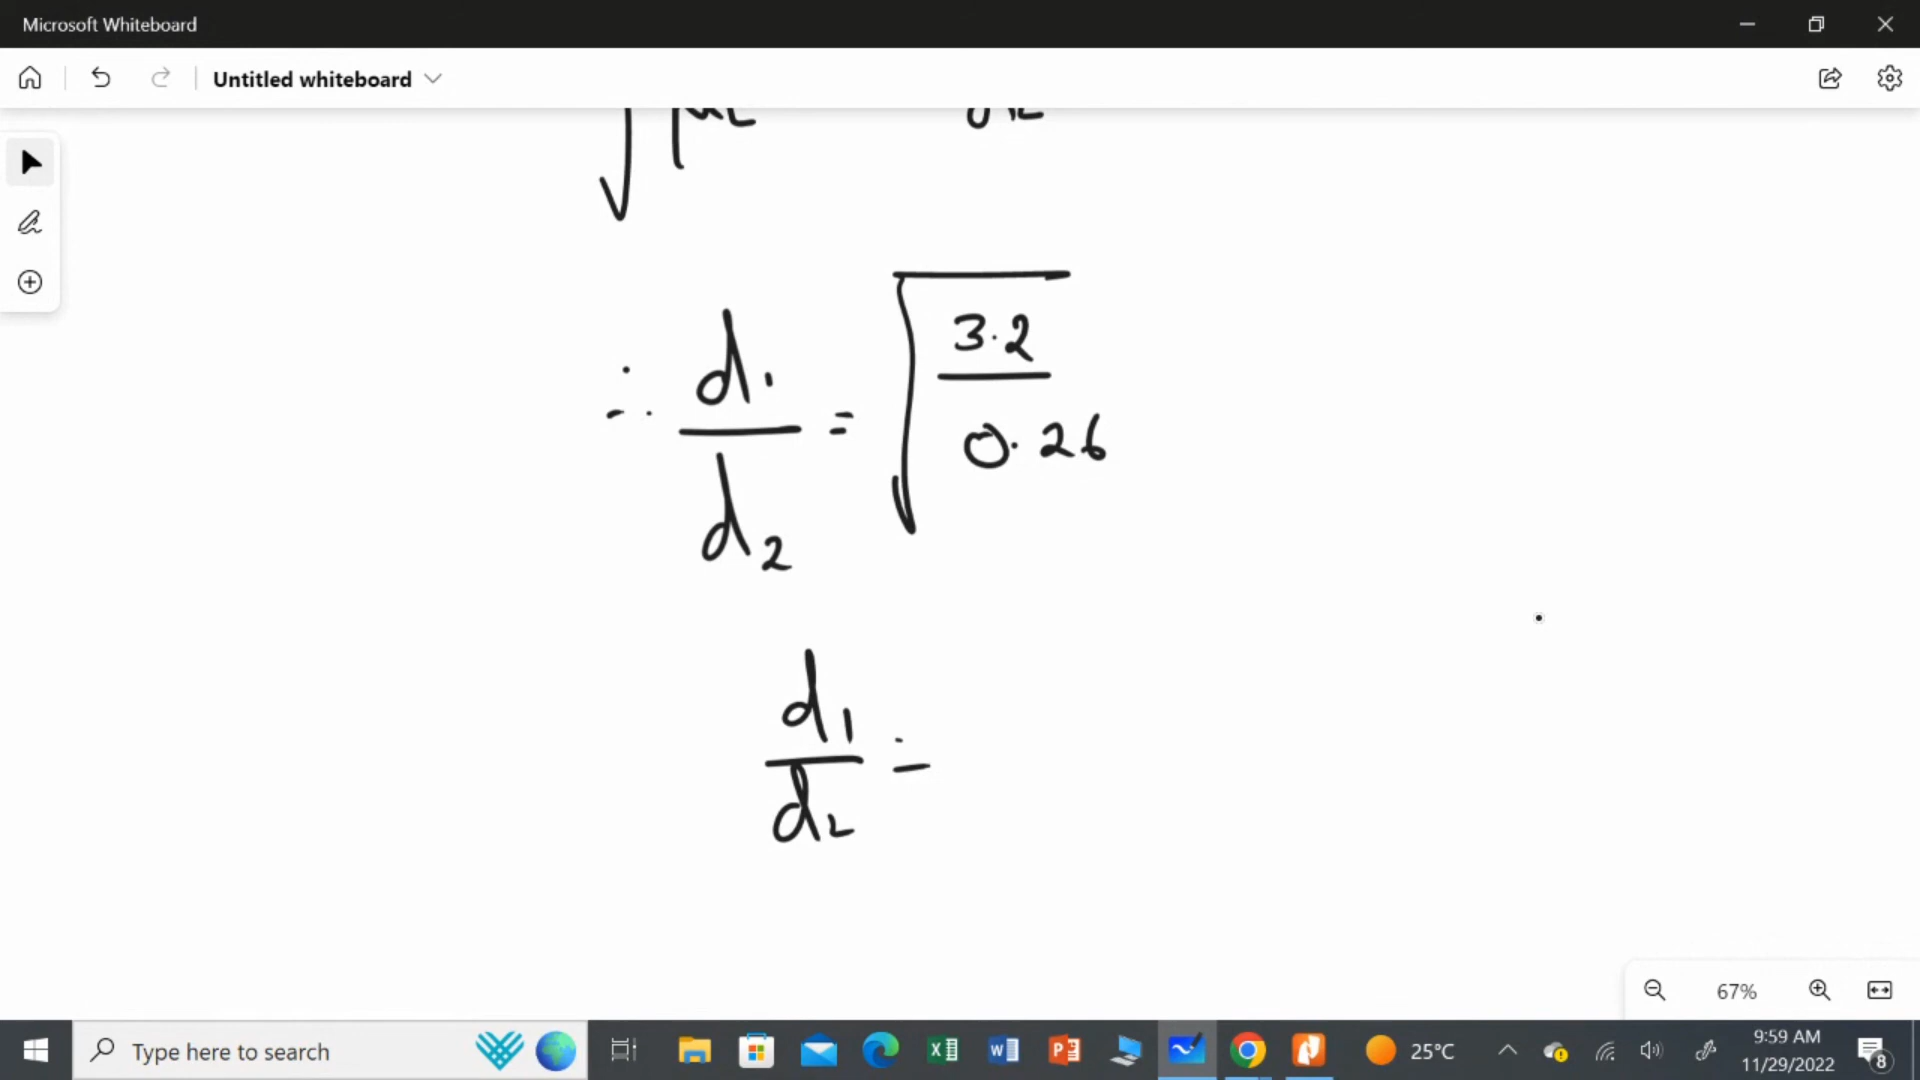 Microsoft Whiteboard
Untitled whiteboard
∴ d₁/d₂ = √(3.2/0.26)
d₁/d₂ =
67%
Type here to search
25°C
9:59 AM
11/29/2022
8